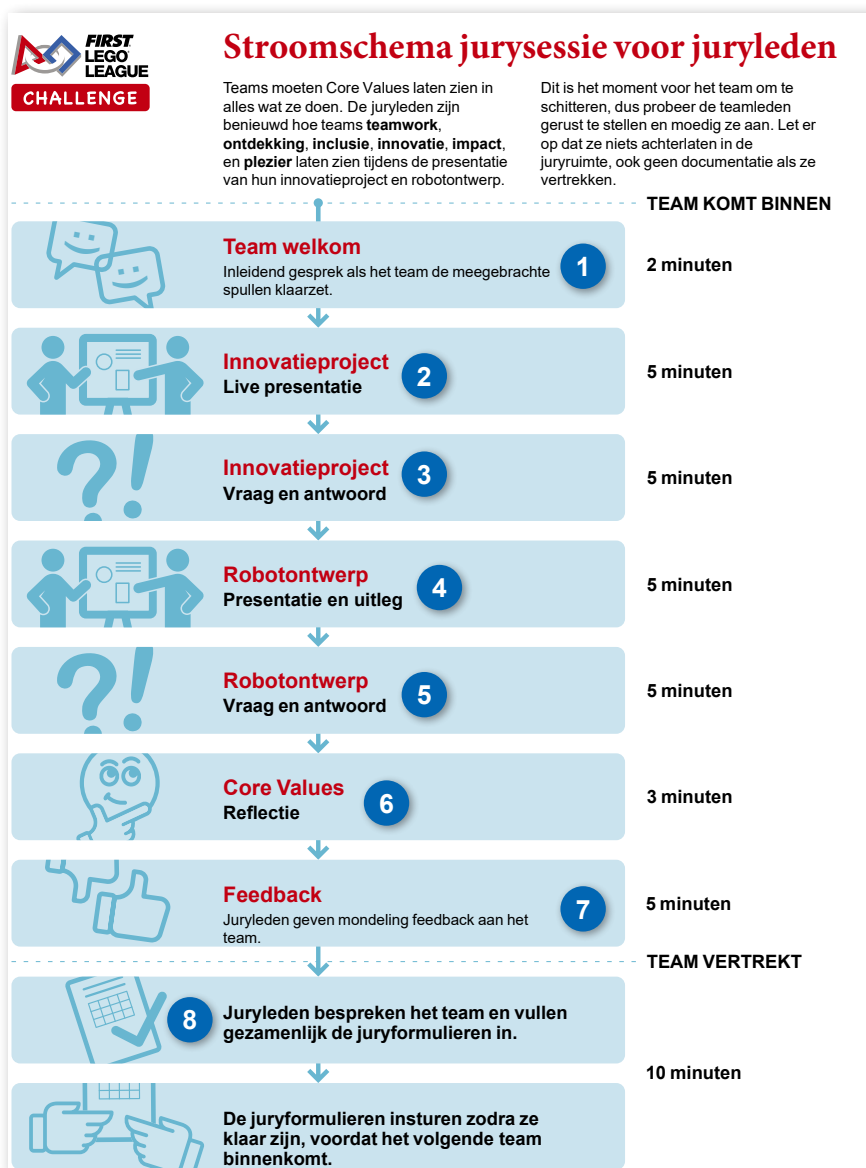 FIRST
LEGO
LEAGUE
CHALLENGE
Stroomschema jurysessie voor juryleden
Teams moeten Core Values laten zien in
alles wat ze doen. De juryleden zijn
benieuwd hoe teams teamwork,
ontdekking, inclusie, innovatie, impact,
en plezier laten zien tijdens de presentatie
van hun innovatieproject en robotontwerp.
Dit is het moment voor het team om te
schitteren, dus probeer de teamleden
gerust te stellen en moedig ze aan. Let er
op dat ze niets achterlaten in de
juryruimte, ook geen documentatie als ze
vertrekken.
TEAM KOMT BINNEN
Team welkom
Inleidend gesprek als het team de meegebrachte
spullen klaarzet.
1
2 minuten
Innovatieproject
Live presentatie
2
5 minuten
Innovatieproject
Vraag en antwoord
3
5 minuten
Robotontwerp
Presentatie en uitleg
4
5 minuten
Robotontwerp
Vraag en antwoord
5
5 minuten
Core Values
Reflectie
6
3 minuten
Feedback
Juryleden geven mondeling feedback aan het
team.
7
5 minuten
TEAM VERTREKT
8
Juryleden bespreken het team en vullen
gezamenlijk de juryformulieren in.
10 minuten
De juryformulieren insturen zodra ze
klaar zijn, voordat het volgende team
binnenkomt.